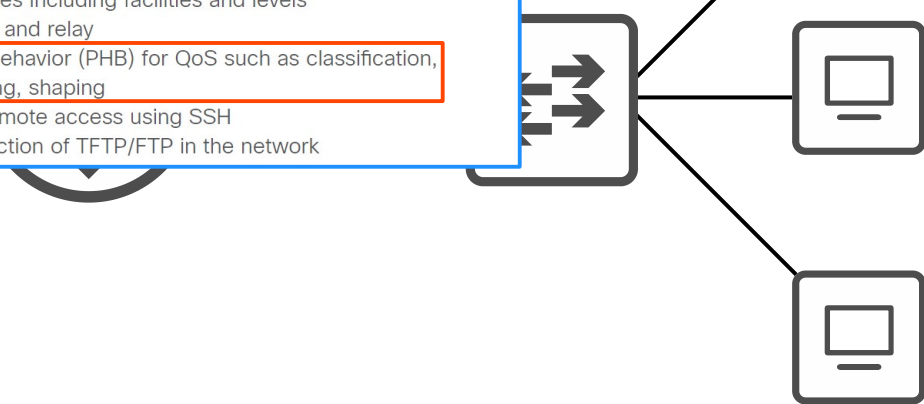 es including facilities and levels
and relay
ehavior (PHB) for QoS such as classification,
ng, shaping
mote access using SSH
ction of TFTP/FTP in the network